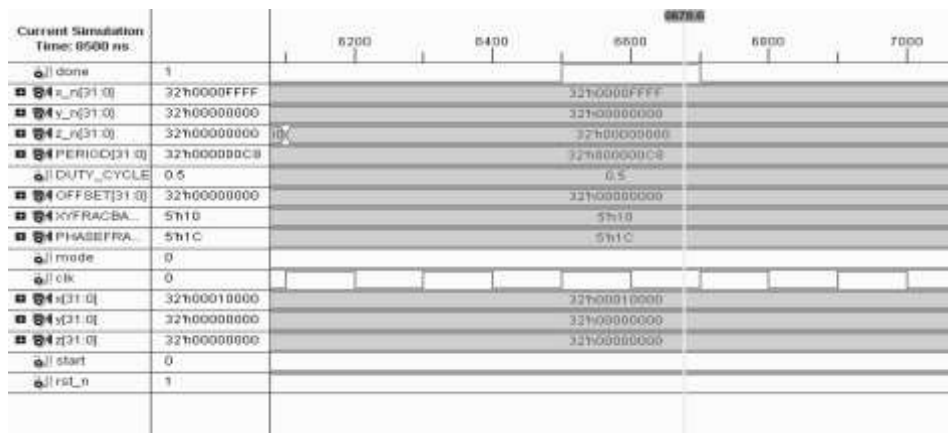 Current Simulation
Time: 8500 ns
6200 6400 6600 6800 7000
done 1
x_n[31:0] 32'h0000FFFF 32'h0000FFFF
y_n[31:0] 32'h00000000 32'h00000000
z_n[31:0] 32'h00000000 32'h00000000
PERIOD[31:0] 32'h000000C8 32'h000000C8
DUTY_CYCLE 0.5 0.5
OFFSET[31:0] 32'h00000000 32'h00000000
XYFRACBA... 5'h10 5'h10
PHASEFRA... 5'h1C 5'h1C
mode 0
clk 0
x[31:0] 32'h00010000 32'h00010000
y[31:0] 32'h00000000 32'h00000000
z[31:0] 32'h00000000 32'h00000000
start 0
rst_n 1